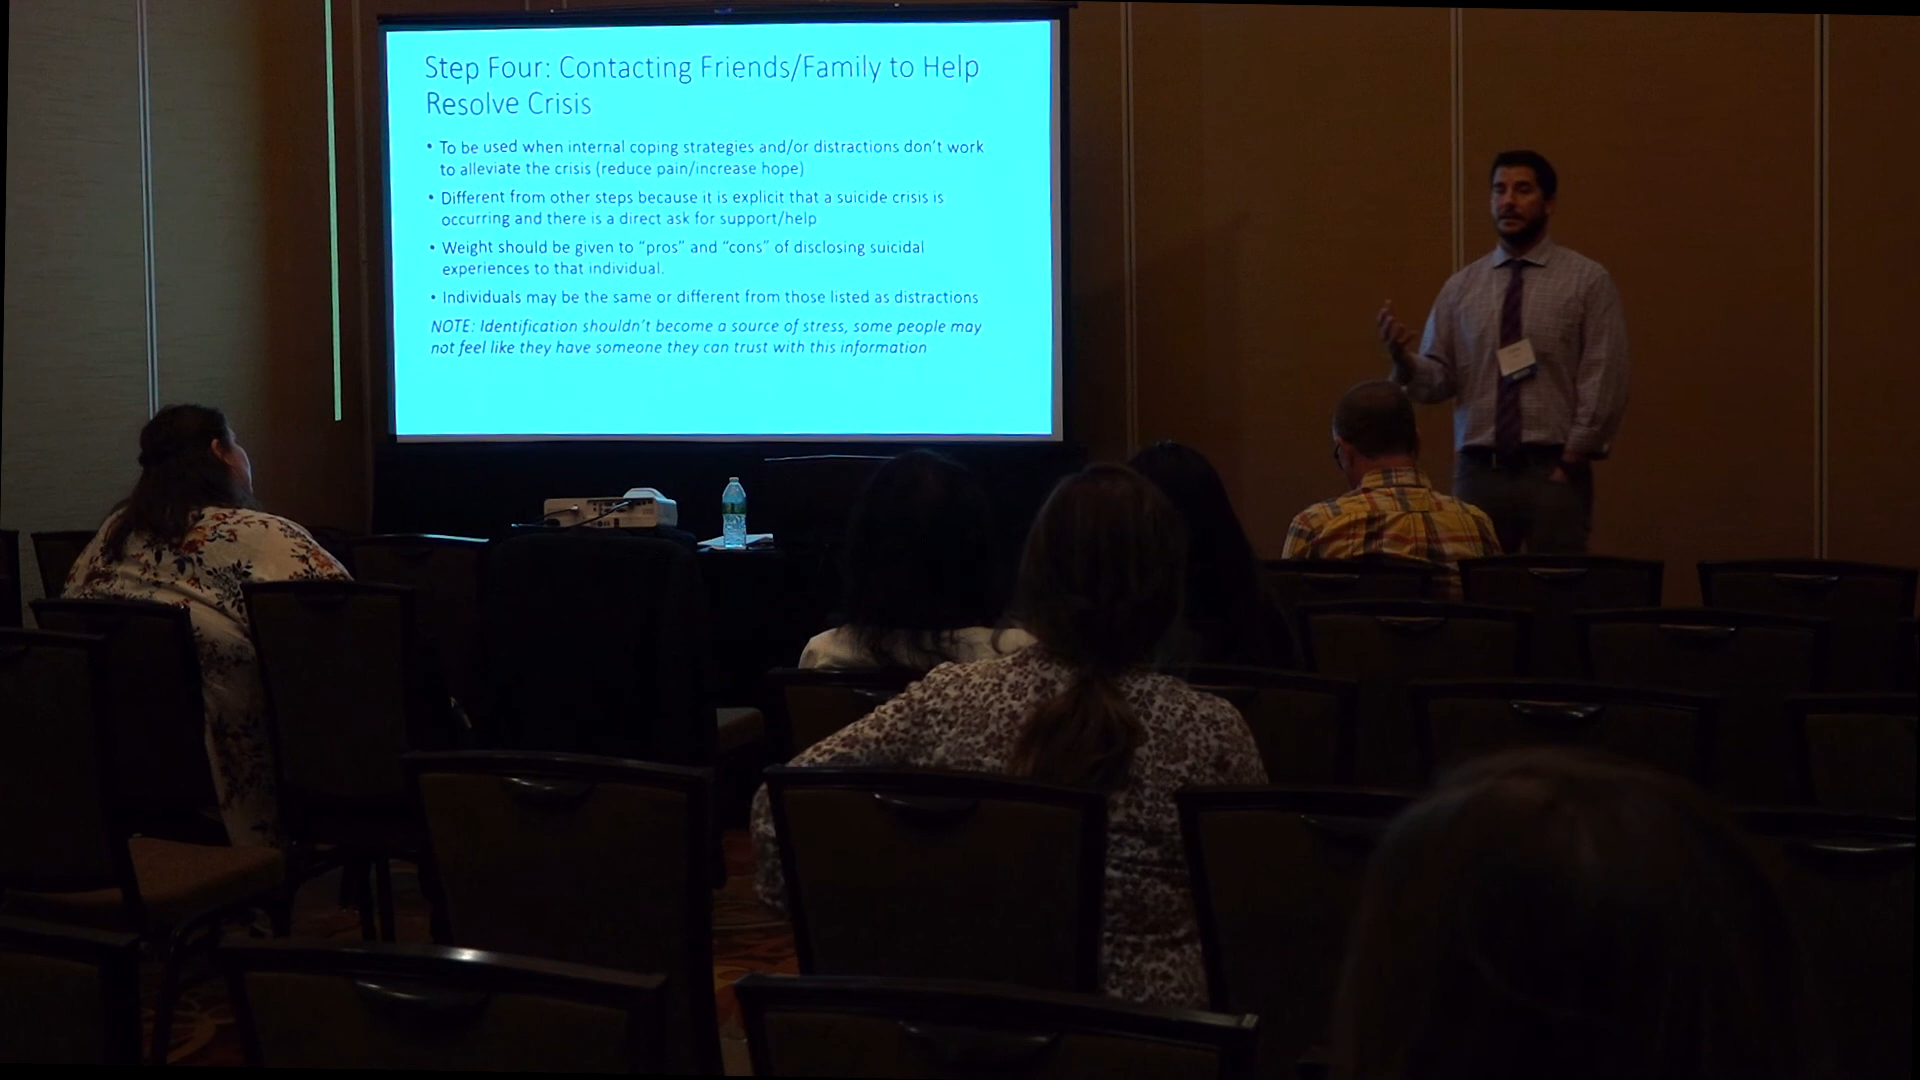 Step Four: Contacting Friends/Family to Help
Resolve Crisis
• To be used when internal coping strategies and/or distractions don't work
to alleviate the crisis (reduce pain/increase hope)
• Different from other steps because it is explicit that a suicide crisis is
occurring and there is a direct ask for support/help
• Weight should be given to "pros" and "cons" of disclosing suicidal
experiences to that individual.
• Individuals may be the same or different from those listed as distractions
NOTE: Identification shouldn't become a source of stress, some people may
not feel like they have someone they can trust with this information